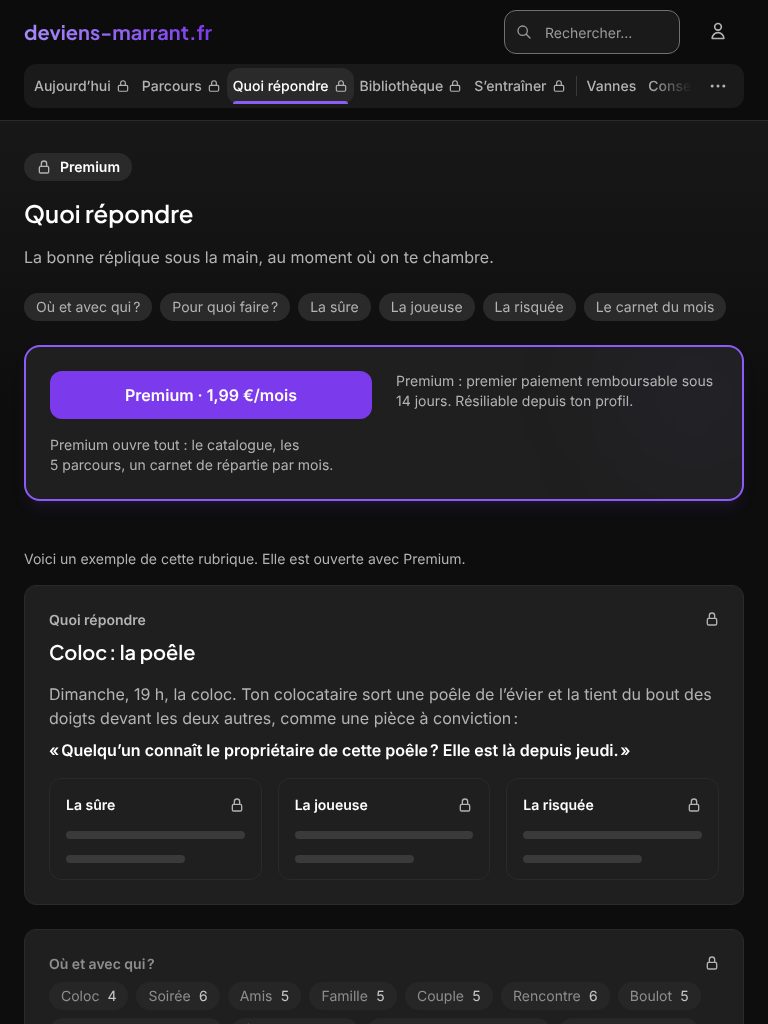 deviens-marrant.fr
Rechercher...
Aujourd’hui
Parcours
Quoi répondre
Bibliothèque
S’entraîner
Vannes
Premium
Quoi répondre
La bonne réplique sous la main, au moment où on te chambre.
Où et avec qui ?
Pour quoi faire ?
La sûre
La joueuse
La risquée
Le carnet du mois
Premium · 1,99 €/mois
Premium : premier paiement remboursable sous
14 jours. Résiliable depuis ton profil.
Premium ouvre tout : le catalogue, les
5 parcours, un carnet de répartie par mois.
Voici un exemple de cette rubrique. Elle est ouverte avec Premium.
Quoi répondre
Coloc : la poêle
Dimanche, 19 h, la coloc. Ton colocataire sort une poêle de l’évier et la tient du bout des
doigts devant les deux autres, comme une pièce à conviction :
« Quelqu’un connaît le propriétaire de cette poêle ? Elle est là depuis jeudi. »
La sûre
La joueuse
La risquée
Où et avec qui ?
Coloc 4
Soirée 6
Amis 5
Famille 5
Couple 5
Rencontre 6
Boulot 5